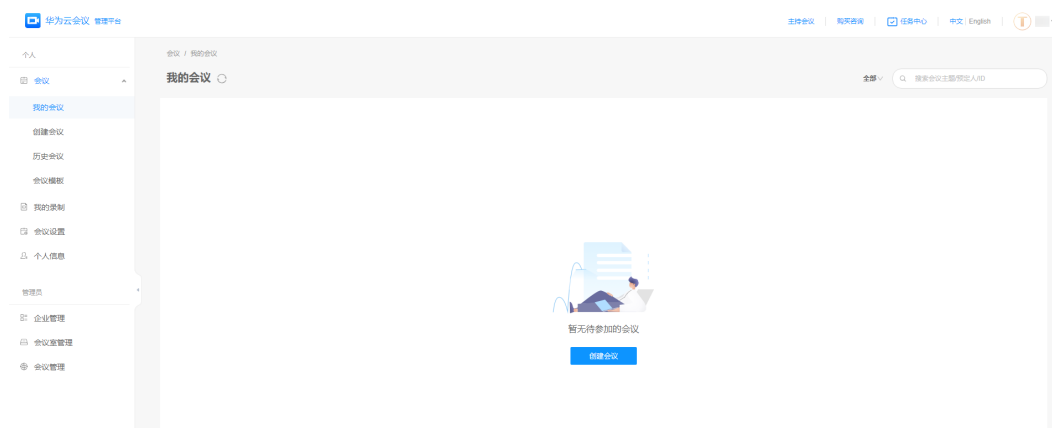 华为云会议 管理平台
主持会议 购买咨询 任务中心 中文 | English
个人
会议
我的会议
创建会议
历史会议
会议模板
我的录制
会议设置
个人信息
管理员
企业管理
会议室管理
会议管理
会议 / 我的会议
我的会议
全部
搜索会议主题/预定人/ID
暂无待参加的会议
创建会议